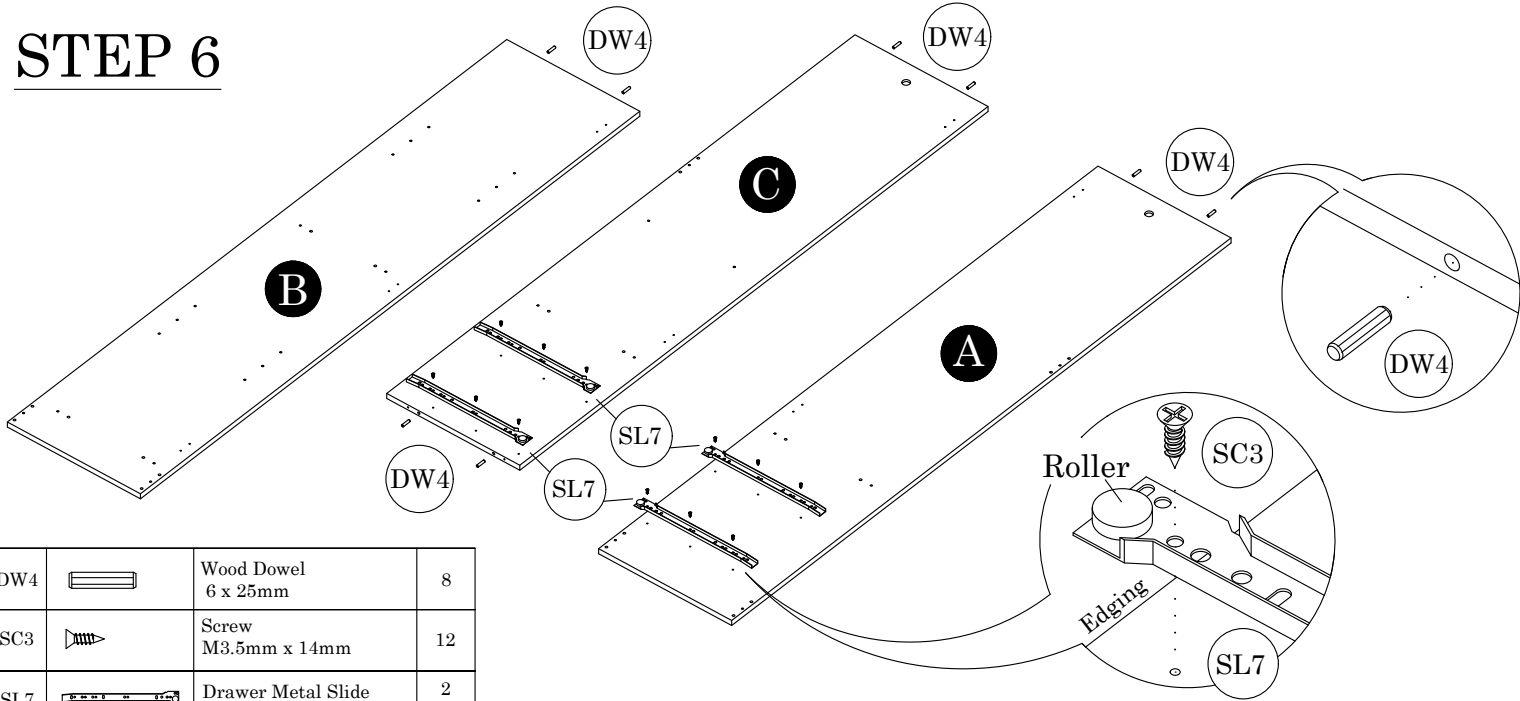 STEP 6
DW4
DW4
DW4
C
B
A
DW4
SL7
SC3
Roller
DW4
SL7
Edging
SL7
DW4 Wood Dowel 8
6 x 25mm
SC3 Screw 12
M3.5mm x 14mm
SL7 Drawer Metal Slide 2